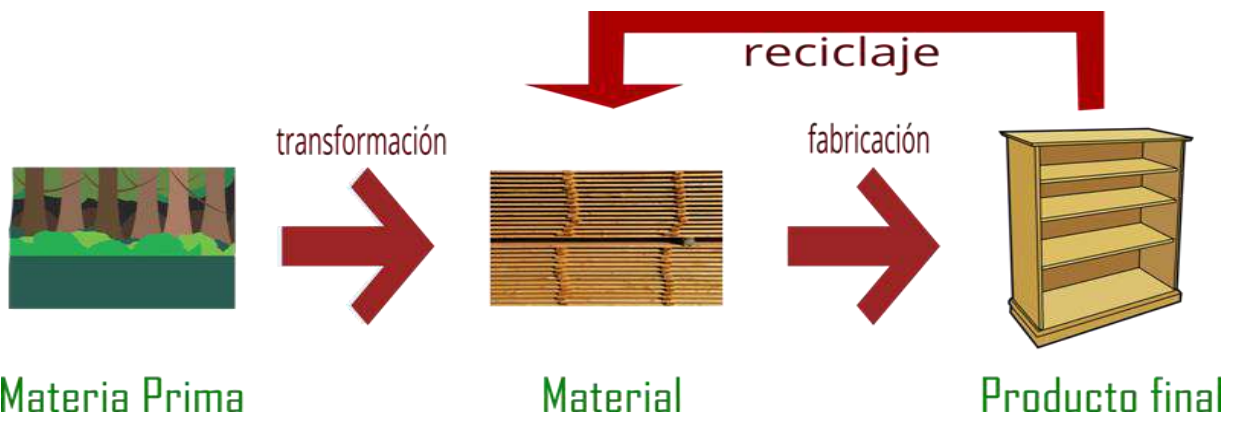 reciclaje
transformación
fabricación
Materia Prima
Material
Producto final